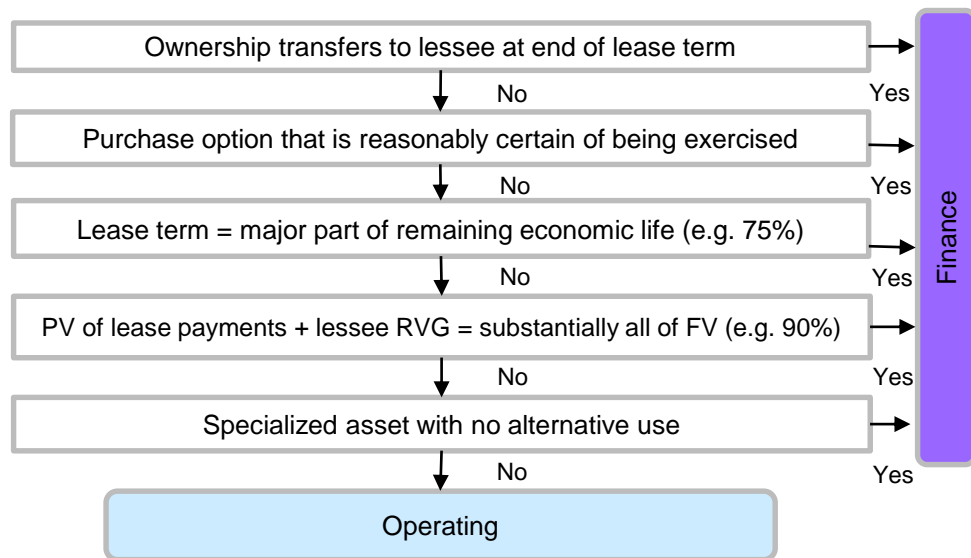 Ownership transfers to lessee at end of lease term
No
Yes
Purchase option that is reasonably certain of being exercised
No
Yes
Lease term = major part of remaining economic life (e.g. 75%)
No
Yes
PV of lease payments + lessee RVG = substantially all of FV (e.g. 90%)
No
Yes
Specialized asset with no alternative use
No
Yes
Operating
Finance